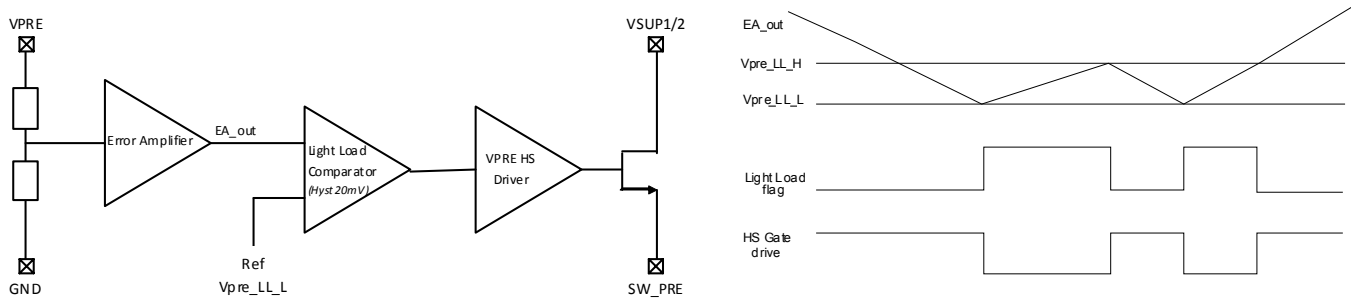 VPRE
GND
Error Amplifier
EA_out
Light Load
Comparator
(Hyst 20mV)
Ref
Vpre_LL_L
VPRE HS
Driver
VSUP1/2
SW_PRE
EA_out
Vpre_LL_H
Vpre_LL_L
Light Load
flag
HS Gate
drive